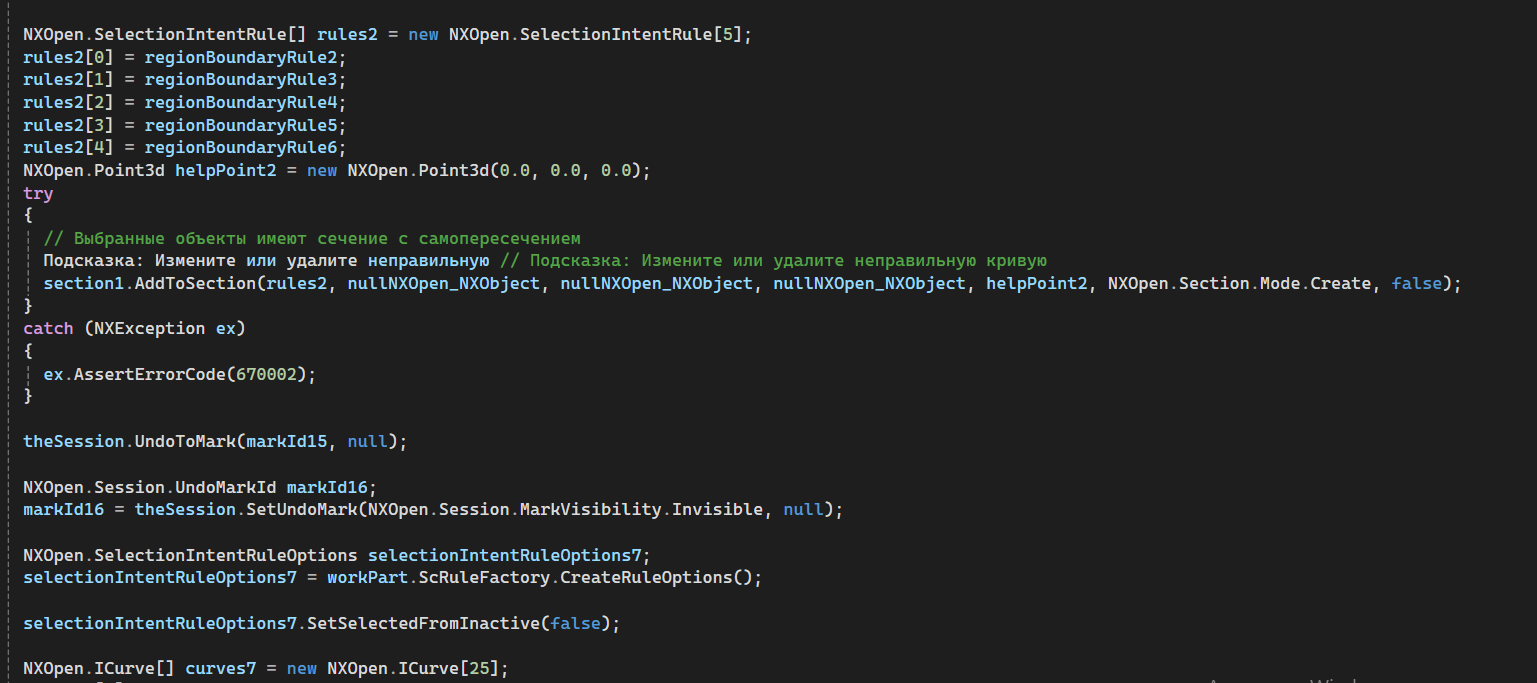 NXOpen.SelectionIntentRule[] rules2 = new NXOpen.SelectionIntentRule[5];
rules2[0] = regionBoundaryRule2;
rules2[1] = regionBoundaryRule3;
rules2[2] = regionBoundaryRule4;
rules2[3] = regionBoundaryRule5;
rules2[4] = regionBoundaryRule6;
NXOpen.Point3d helpPoint2 = new NXOpen.Point3d(0.0, 0.0, 0.0);
try
{
// Выбранные объекты имеют сечение с самопересечением
Подсказка: Измените или удалите неправильную // Подсказка: Измените или удалите неправильную кривую
section1.AddToSection(rules2, nullNXOpen_NXObject, nullNXOpen_NXObject, nullNXOpen_NXObject, helpPoint2, NXOpen.Section.Mode.Create, false);
}
catch (NXException ex)
{
ex.AssertErrorCode(670002);
}
theSession.UndoToMark(markId15, null);
NXOpen.Session.UndoMarkId markId16;
markId16 = theSession.SetUndoMark(NXOpen.Session.MarkVisibility.Invisible, null);
NXOpen.SelectionIntentRuleOptions selectionIntentRuleOptions7;
selectionIntentRuleOptions7 = workPart.ScRuleFactory.CreateRuleOptions();
selectionIntentRuleOptions7.SetSelectedFromInactive(false);
NXOpen.ICurve[] curves7 = new NXOpen.ICurve[25];